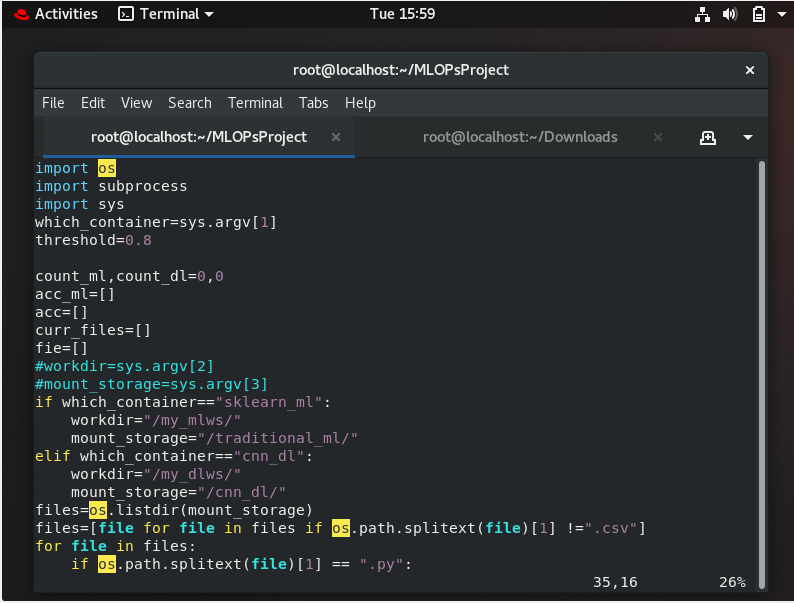 Activities Terminal Tue 15:59
root@localhost:~/MLOPsProject
File Edit View Search Terminal Tabs Help
root@localhost:~/MLOPsProject root@localhost:~/Downloads
import os
import subprocess
import sys
which_container=sys.argv[1]
threshold=0.8
count_ml,count_dl=0,0
acc_ml=[]
acc=[]
curr_files=[]
fie=[]
#workdir=sys.argv[2]
#mount_storage=sys.argv[3]
if which_container=="sklearn_ml":
    workdir="/my_mlws/"
    mount_storage="/traditional_ml/"
elif which_container=="cnn_dl":
    workdir="/my_dlws/"
    mount_storage="/cnn_dl/"
files=os.listdir(mount_storage)
files=[file for file in files if os.path.splitext(file)[1] !=".csv"]
for file in files:
    if os.path.splitext(file)[1] == ".py":
35,16 26%